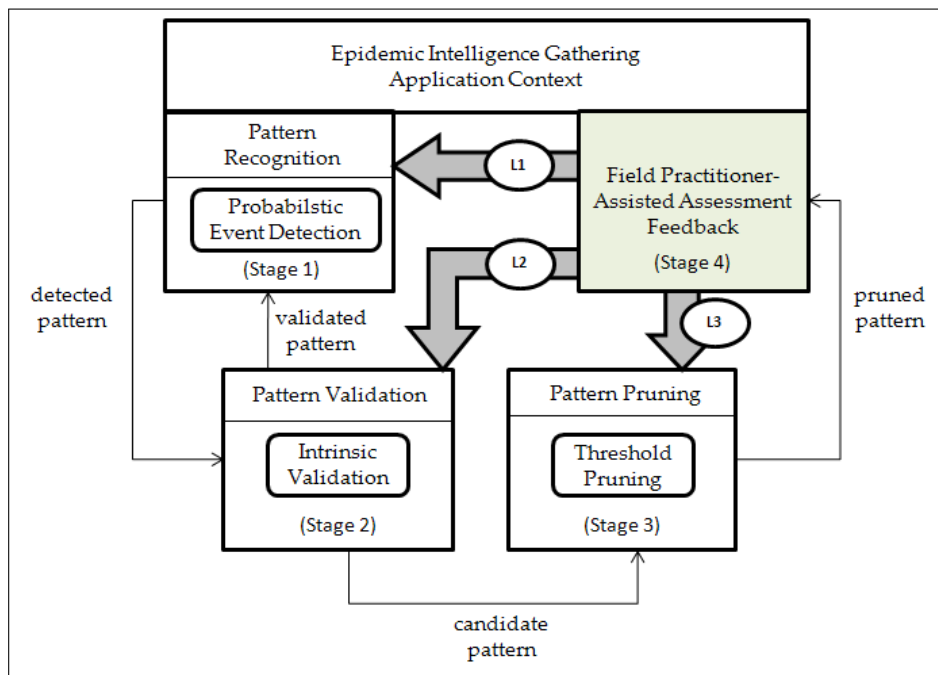 Epidemic Intelligence Gathering
Application Context
Pattern
Recognition
Probabilstic
Event Detection
(Stage 1)
L1
Field Practitioner-
Assisted Assessment
Feedback
(Stage 4)
L2
L3
detected
pattern
validated
pattern
pruned
pattern
Pattern Validation
Intrinsic
Validation
(Stage 2)
Pattern Pruning
Threshold
Pruning
(Stage 3)
candidate
pattern